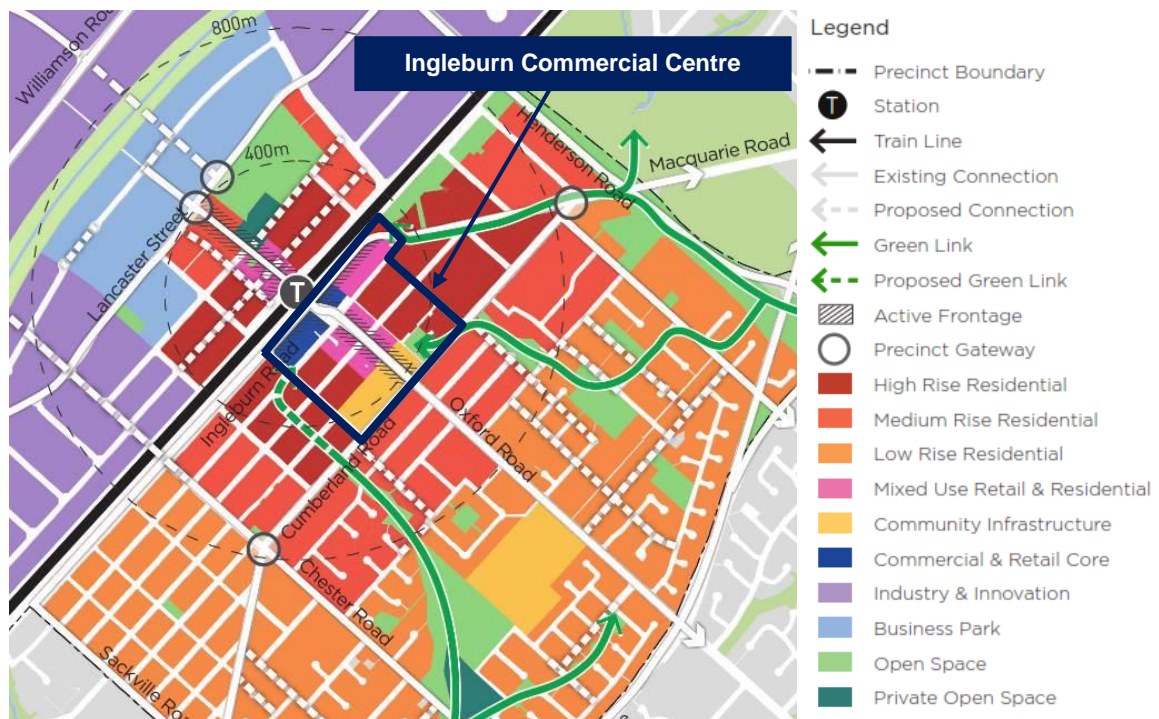 Williamson Roa
800m
Ingleburn Commercial Centre
400m
Henderson Road
Macquarie Road
Lancaster Street
T
Ingleburn Road
Oxford Road
Cumberland Road
Chester Road
Sackville Ro
Legend
Precinct Boundary
T
Station
Train Line
Existing Connection
Proposed Connection
Green Link
Proposed Green Link
Active Frontage
Precinct Gateway
High Rise Residential
Medium Rise Residential
Low Rise Residential
Mixed Use Retail & Residential
Community Infrastructure
Commercial & Retail Core
Industry & Innovation
Business Park
Open Space
Private Open Space